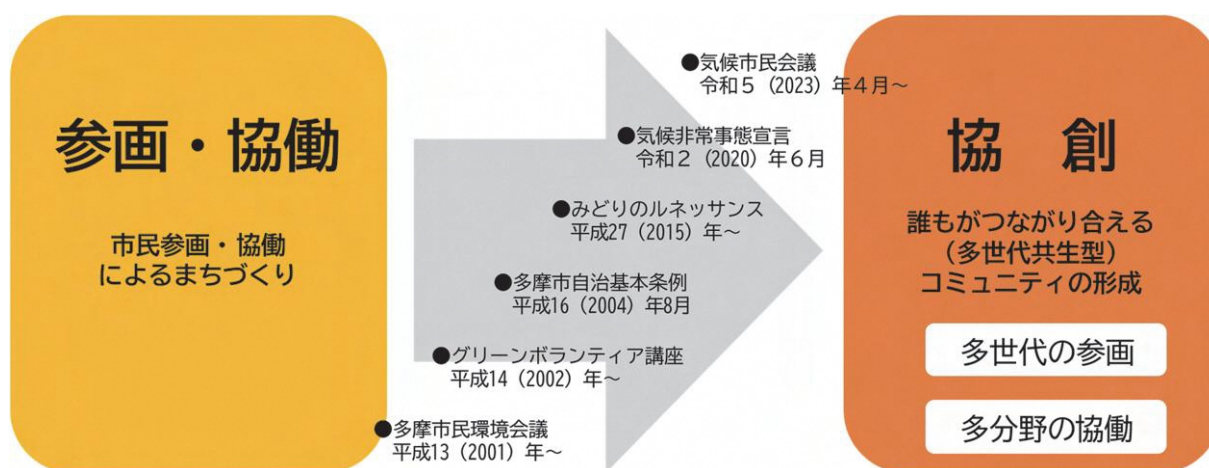 参画・協働
市民参画・協働
によるまちづくり
●気候市民会議
令和５（2023）年４月～
●気候非常事態宣言
令和２（2020）年６月
●みどりのルネッサンス
平成27（2015）年～
●多摩市自治基本条例
平成16（2004）年8月
●グリーンボランティア講座
平成14（2002）年～
●多摩市民環境会議
平成13（2001）年～
協　創
誰もがつながり合える
（多世代共生型）
コミュニティの形成
多世代の参画
多分野の協働